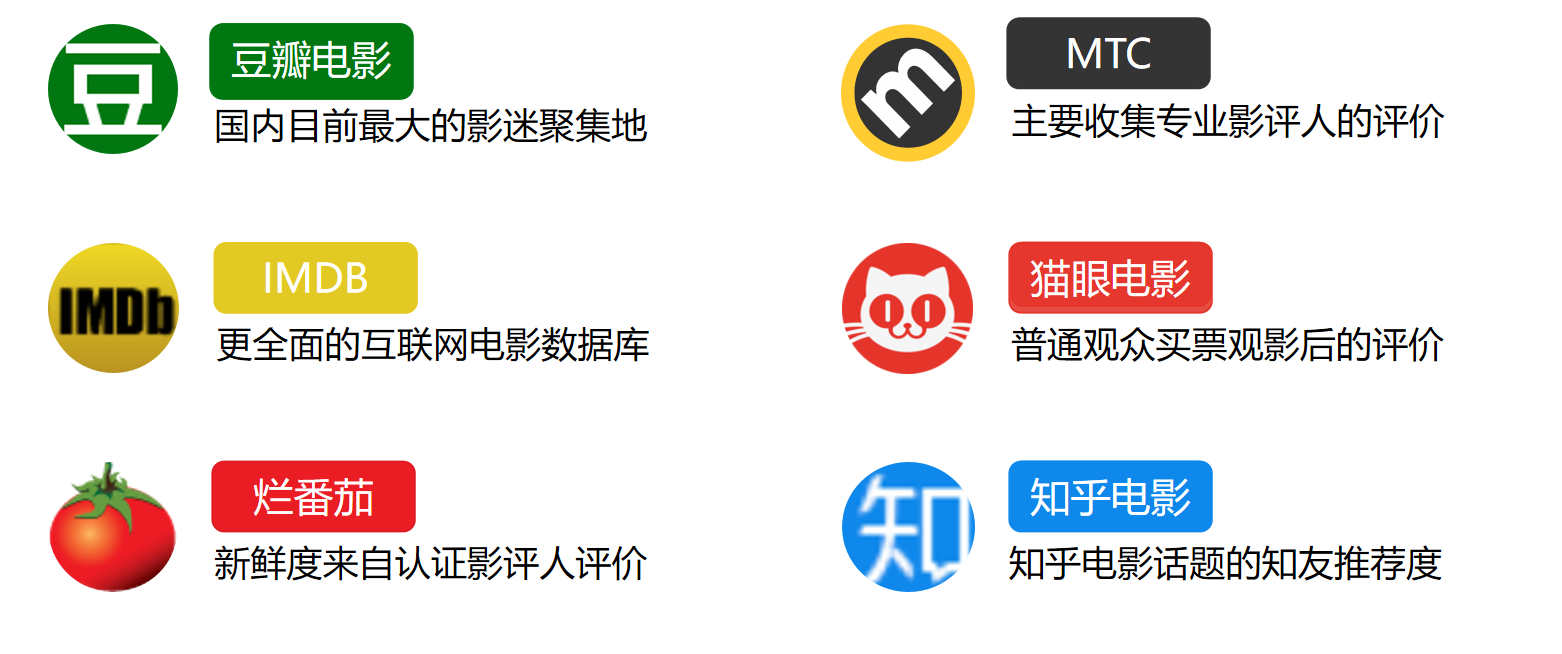 豆 豆瓣电影
国内目前最大的影迷聚集地
m MTC
主要收集专业影评人的评价
IMDb IMDB
更全面的互联网电影数据库
猫眼电影
普通观众买票观影后的评价
烂番茄
新鲜度来自认证影评人评价
知 知乎电影
知乎电影话题的知友推荐度